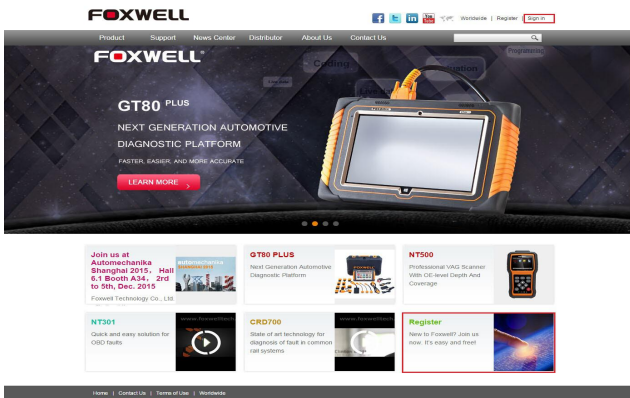 FOXWELL
Worldwide | Register | Sign in
Product Support News Center Distributor About Us Contact Us
FOXWELL®
Coding
Programming
GT80 PLUS
NEXT GENERATION AUTOMOTIVE
DIAGNOSTIC PLATFORM
FASTER, EASIER, AND MORE ACCURATE
LEARN MORE
Join us at
Automechanika
Shanghai 2015， Hall
6.1 Booth A34， 2rd
to 5th, Dec. 2015
Foxwell Technology Co., Ltd.
automechanika
SHANGHAI 2015
GT80 PLUS
Next Generation Automotive
Diagnostic Platform
NT500
Professional VAG Scanner
With OE-level Depth And
Coverage
NT301
Quick and easy solution for
OBD faults
CRD700
State of art technology for
diagnosis of fault in common
rail systems
Register
New to Foxwell? Join us
now. It's easy and free!
Home | Contact Us | Terms of Use | Worldwide